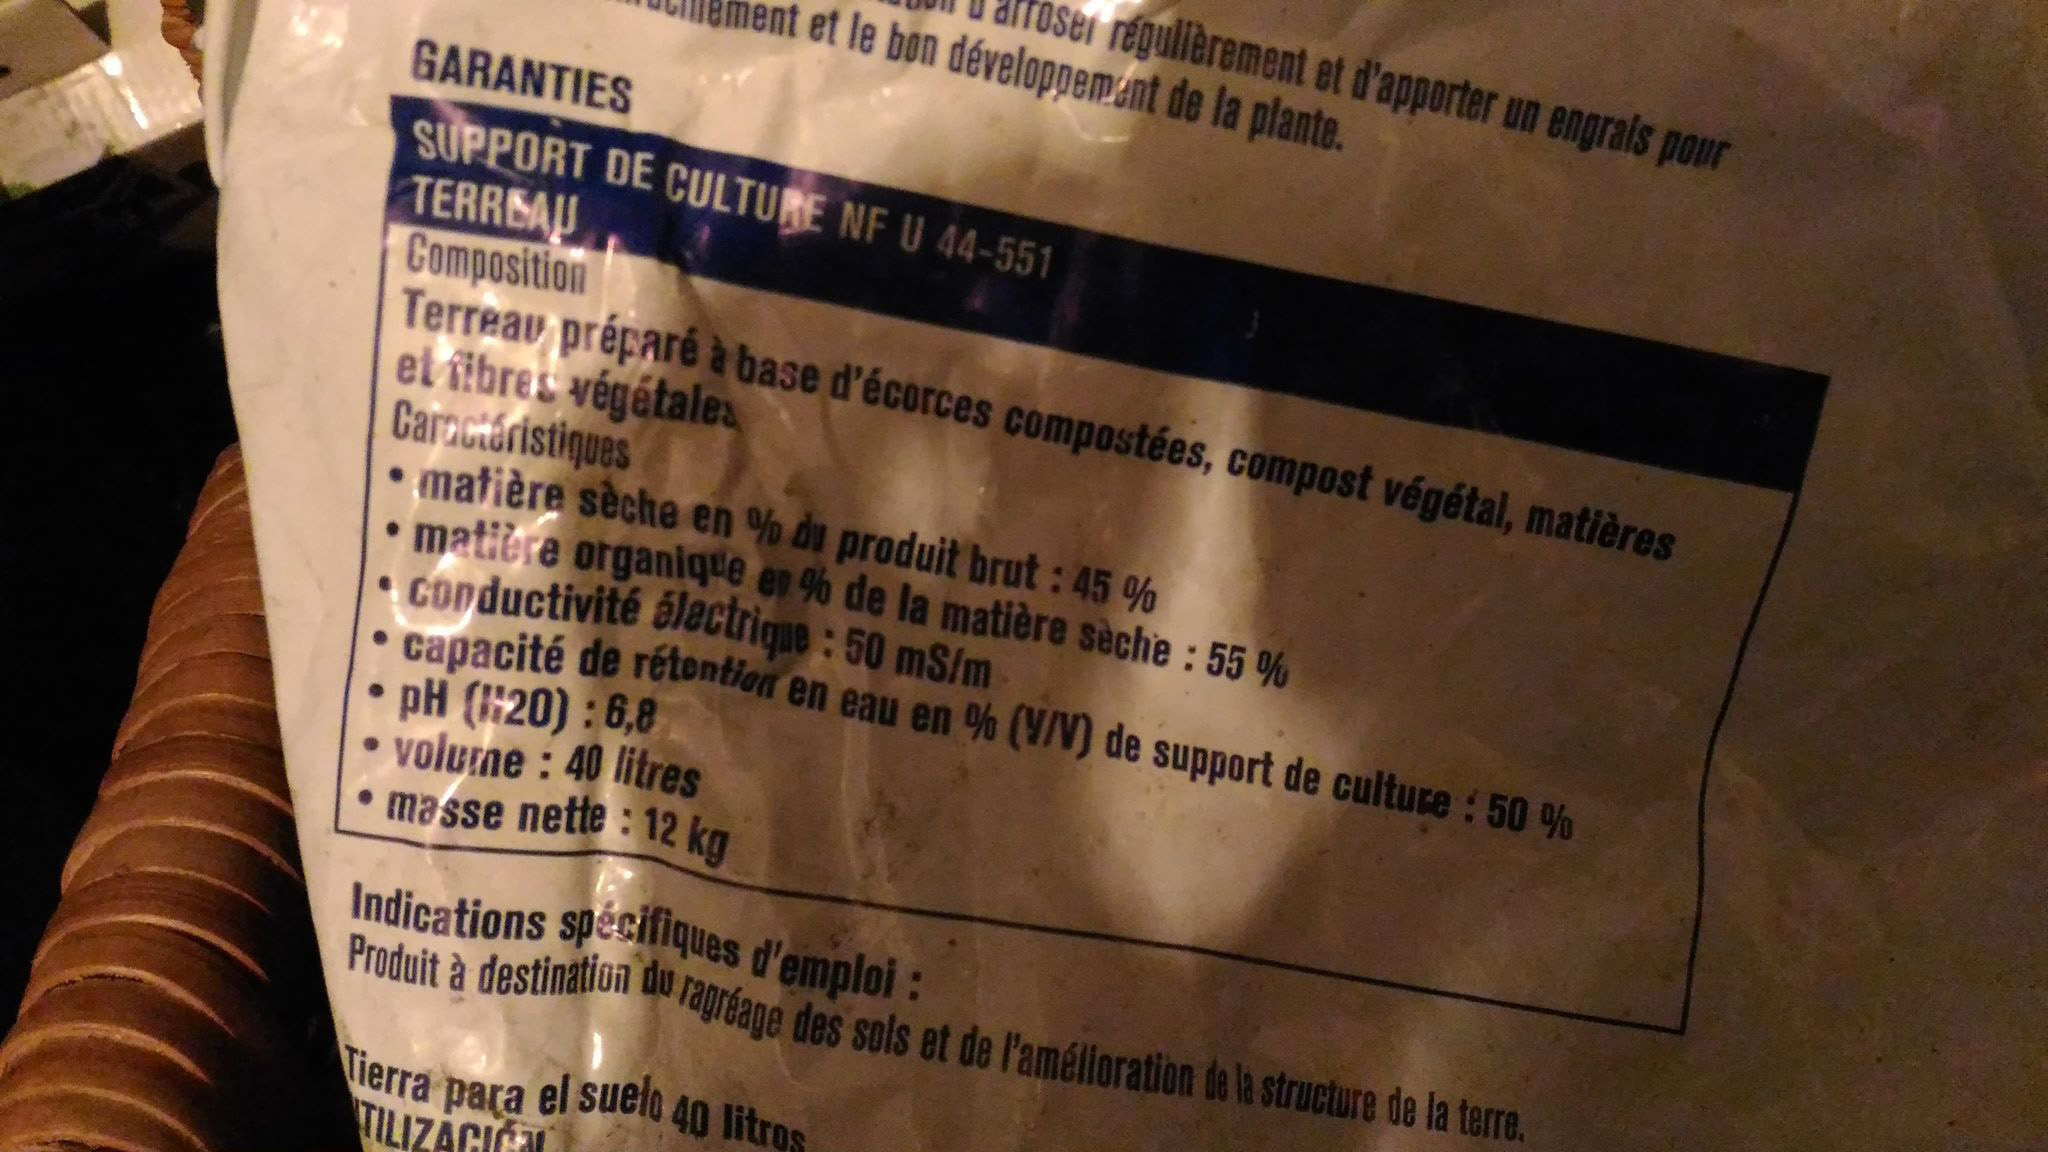 d'arroser régulièrement et d'apporter un engrais pour
et le bon développement de la plante.
GARANTIES
SUPPORT DE CULTURE NF U 44-551
TERREAU
Composition
Terreau préparé à base d'écorces compostées, compost végétal, matières
et fibres végétales
Caractéristiques
• matière sèche en % du produit brut : 45 %
• matière organique en % de la matière sèche : 55 %
• conductivité électrique : 50 mS/m
• capacité de rétention en eau en % (V/V) de support de culture : 50 %
• pH (H2O) : 6,8
• volume : 40 litres
• masse nette : 12 kg
Indications spécifiques d'emploi :
Produit à destination du ragréage des sols et de l'amélioration de la structure de la terre.
Tierra para el suelo 40 litros
UTILIZACIÓN